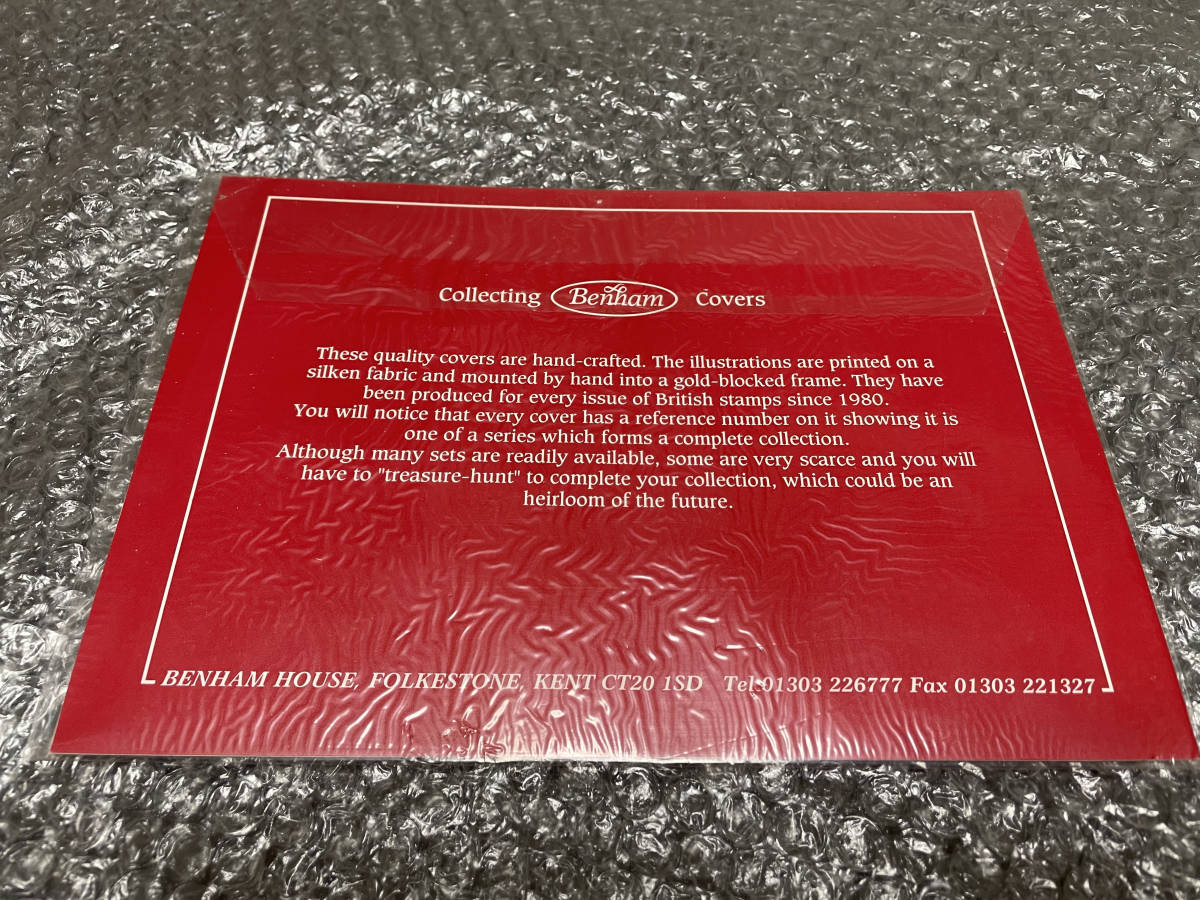 Collecting Benham Covers
These quality covers are hand-crafted. The illustrations are printed on a
silken fabric and mounted by hand into a gold-blocked frame. They have
been produced for every issue of British stamps since 1980.
You will notice that every cover has a reference number on it showing it is
one of a series which forms a complete collection.
Although many sets are readily available, some are very scarce and you will
have to "treasure-hunt" to complete your collection, which could be an
heirloom of the future.
BENHAM HOUSE, FOLKESTONE, KENT CT20 1SD Tel:01303 226777 Fax 01303 221327